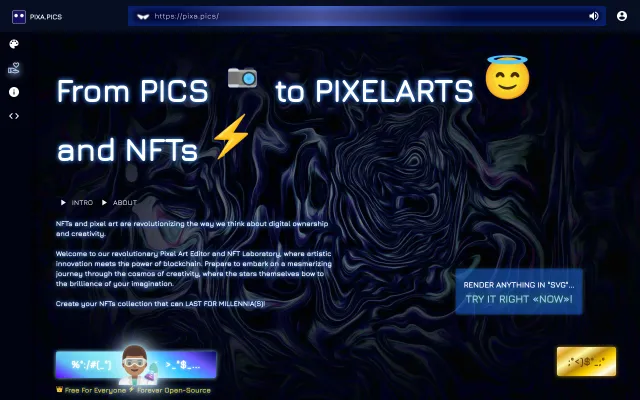 PIXA.PICS
https://pixa.pics/
From PICS 📷 to PIXELARTS 😇
and NFTs ⚡
▶ INTRO ▶ ABOUT
NFTs and pixel art are revolutionizing the way we think about digital ownership
and creativity.
Welcome to our revolutionary Pixel Art Editor and NFT Laboratory, where artistic
innovation meets the power of blockchain. Prepare to embark on a mesmerizing
journey through the cosmos of creativity, where the stars themselves bow to
the brilliance of your imagination.
Create your NFTs collection that can LAST FOR MILLENNIA(S)!
RENDER ANYTHING IN "SVG"...
TRY IT RIGHT «NOW»!
Free For Everyone ⚡ Forever Open-Source